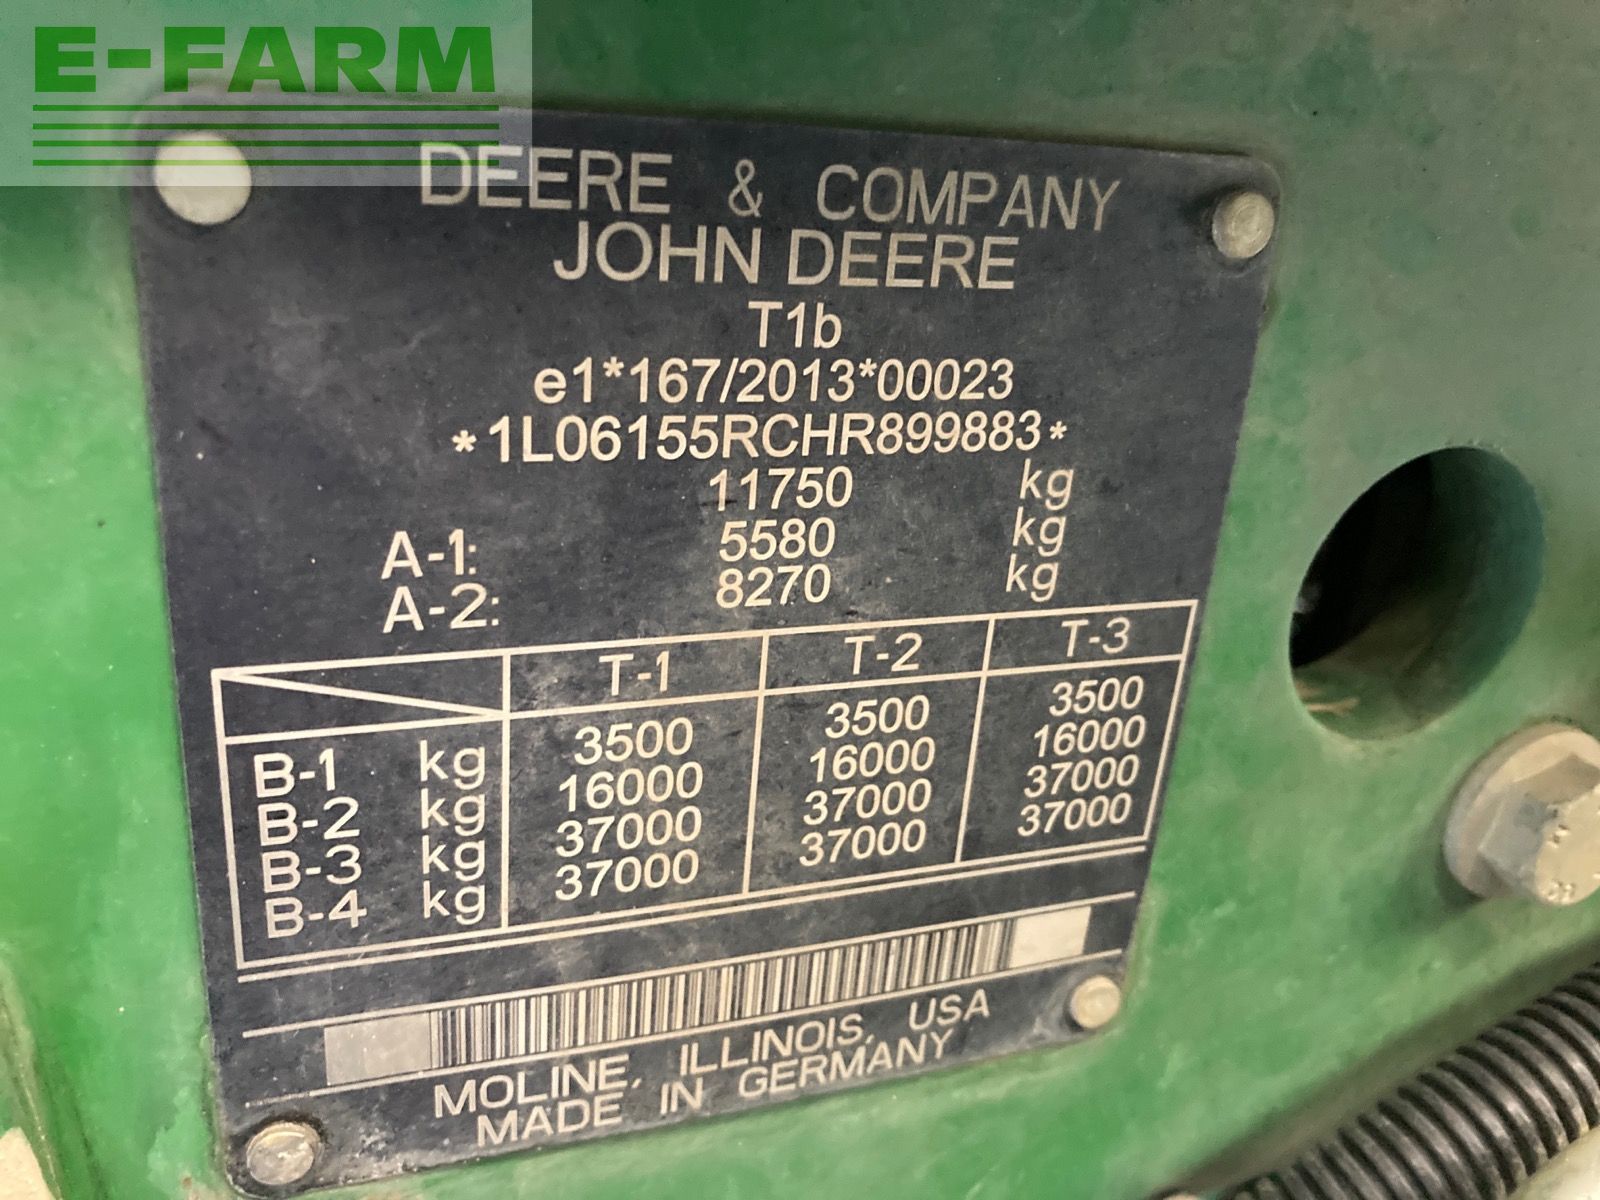 E-FARM
DEERE & COMPANY
JOHN DEERE
T1b
e1*167/2013*00023
*1L06155RCHR899883*
11750 kg
A-1: 5580 kg
A-2: 8270 kg
T-1 T-2 T-3
B-1 kg 3500 3500 3500
B-2 kg 16000 16000 16000
B-3 kg 37000 37000 37000
B-4 kg 37000 37000 37000
MOLINE, ILLINOIS, USA
MADE IN GERMANY